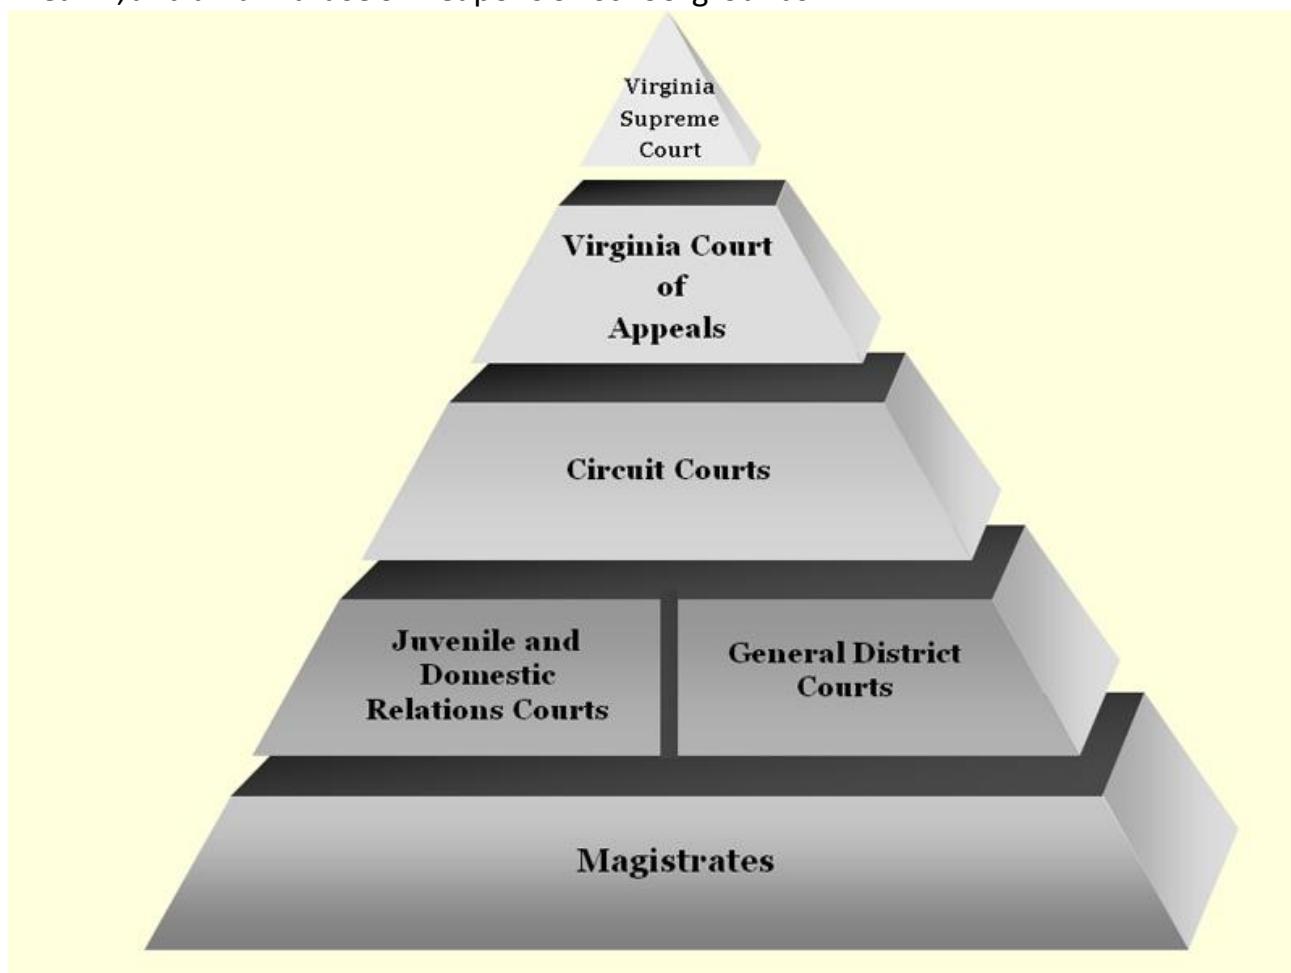 Virginia
Supreme
Court
Virginia Court
of
Appeals
Circuit Courts
Juvenile and
Domestic
Relations Courts
General District
Courts
Magistrates